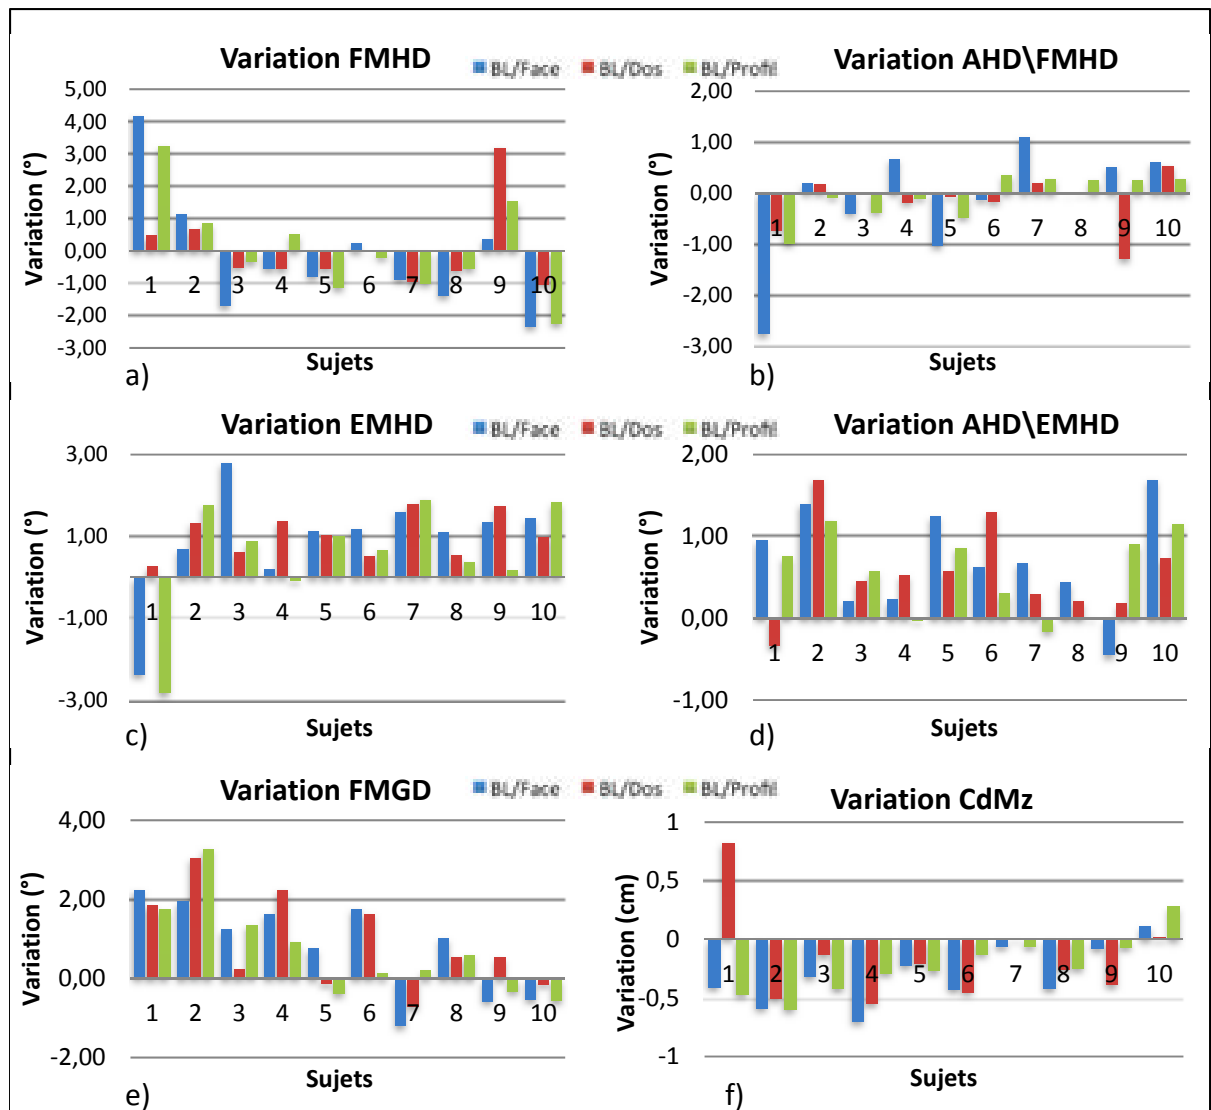 Variation FMHD
BL/Face BL/Dos BL/Profil
Variation (°)
5,00
4,00
3,00
2,00
1,00
0,00
-1,00
-2,00
-3,00
1 2 3 4 5 6 7 8 9 10
Sujets
a)
Variation AHD\FMHD
Variation (°)
2,00
1,00
0,00
-1,00
-2,00
-3,00
1 2 3 4 5 6 7 8 9 10
Sujets
b)
Variation EMHD
BL/Face BL/Dos BL/Profil
Variation (°)
3,00
1,00
-1,00
-3,00
1 2 3 4 5 6 7 8 9 10
Sujets
c)
Variation AHD\EMHD
Variation (°)
2,00
1,00
0,00
-1,00
1 2 3 4 5 6 7 8 9 10
Sujets
d)
Variation FMGD
BL/Face BL/Dos BL/Profil
Variation (°)
4,00
2,00
0,00
-2,00
1 2 3 4 5 6 7 8 9 10
Sujets
e)
Variation CdMz
Variation (cm)
1
0,5
0
-0,5
-1
1 2 3 4 5 6 7 8 9 10
Sujets
f)